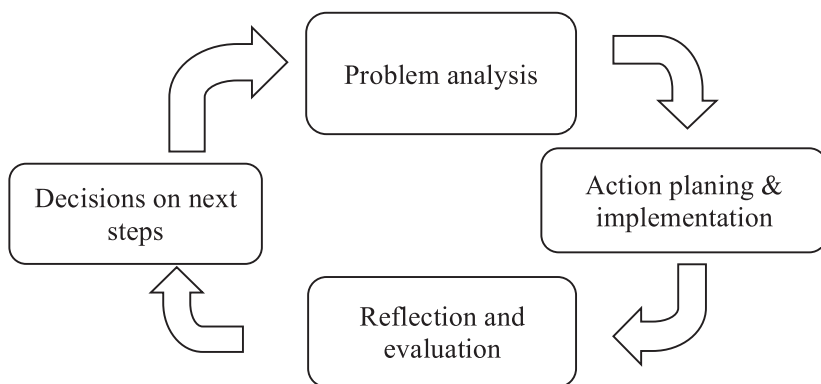 Problem analysis
Action planing &
implementation
Reflection and
evaluation
Decisions on next
steps